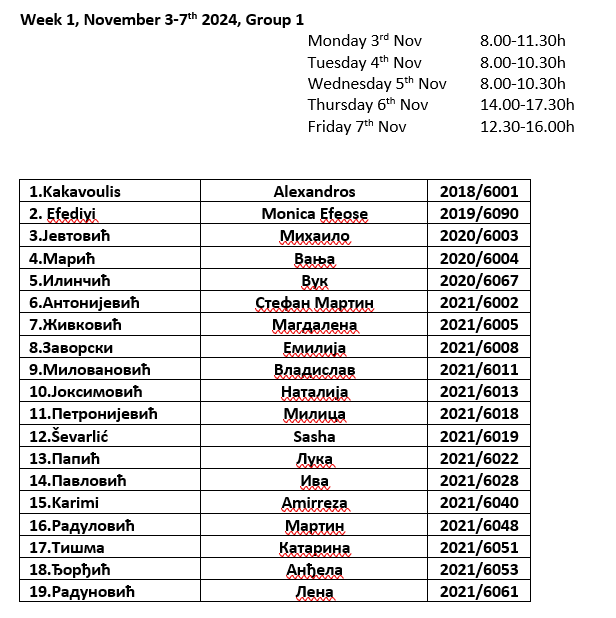 Week 1, November 3-7th 2024, Group 1
Monday 3rd Nov 8.00-11.30h
Tuesday 4th Nov 8.00-10.30h
Wednesday 5th Nov 8.00-10.30h
Thursday 6th Nov 14.00-17.30h
Friday 7th Nov 12.30-16.00h
1.Kakavoulis Alexandros 2018/6001
2. Efediyi Monica Efeose 2019/6090
3.Јевтовић Михаило 2020/6003
4.Марић Вања 2020/6004
5.Илинчић Вук 2020/6067
6.Антонијевић Стефан Мартин 2021/6002
7.Живковић Магдалена 2021/6005
8.Заворски Емилија 2021/6008
9.Миловановић Владислав 2021/6011
10.Јоксимовић Наталија 2021/6013
11.Петронијевић Милица 2021/6018
12.Ševarlić Sasha 2021/6019
13.Папић Лука 2021/6022
14.Павловић Ива 2021/6028
15.Karimi Amirreza 2021/6040
16.Радуловић Мартин 2021/6048
17.Тишма Катарина 2021/6051
18.Ђорђић Анђела 2021/6053
19.Радуновић Лена 2021/6061